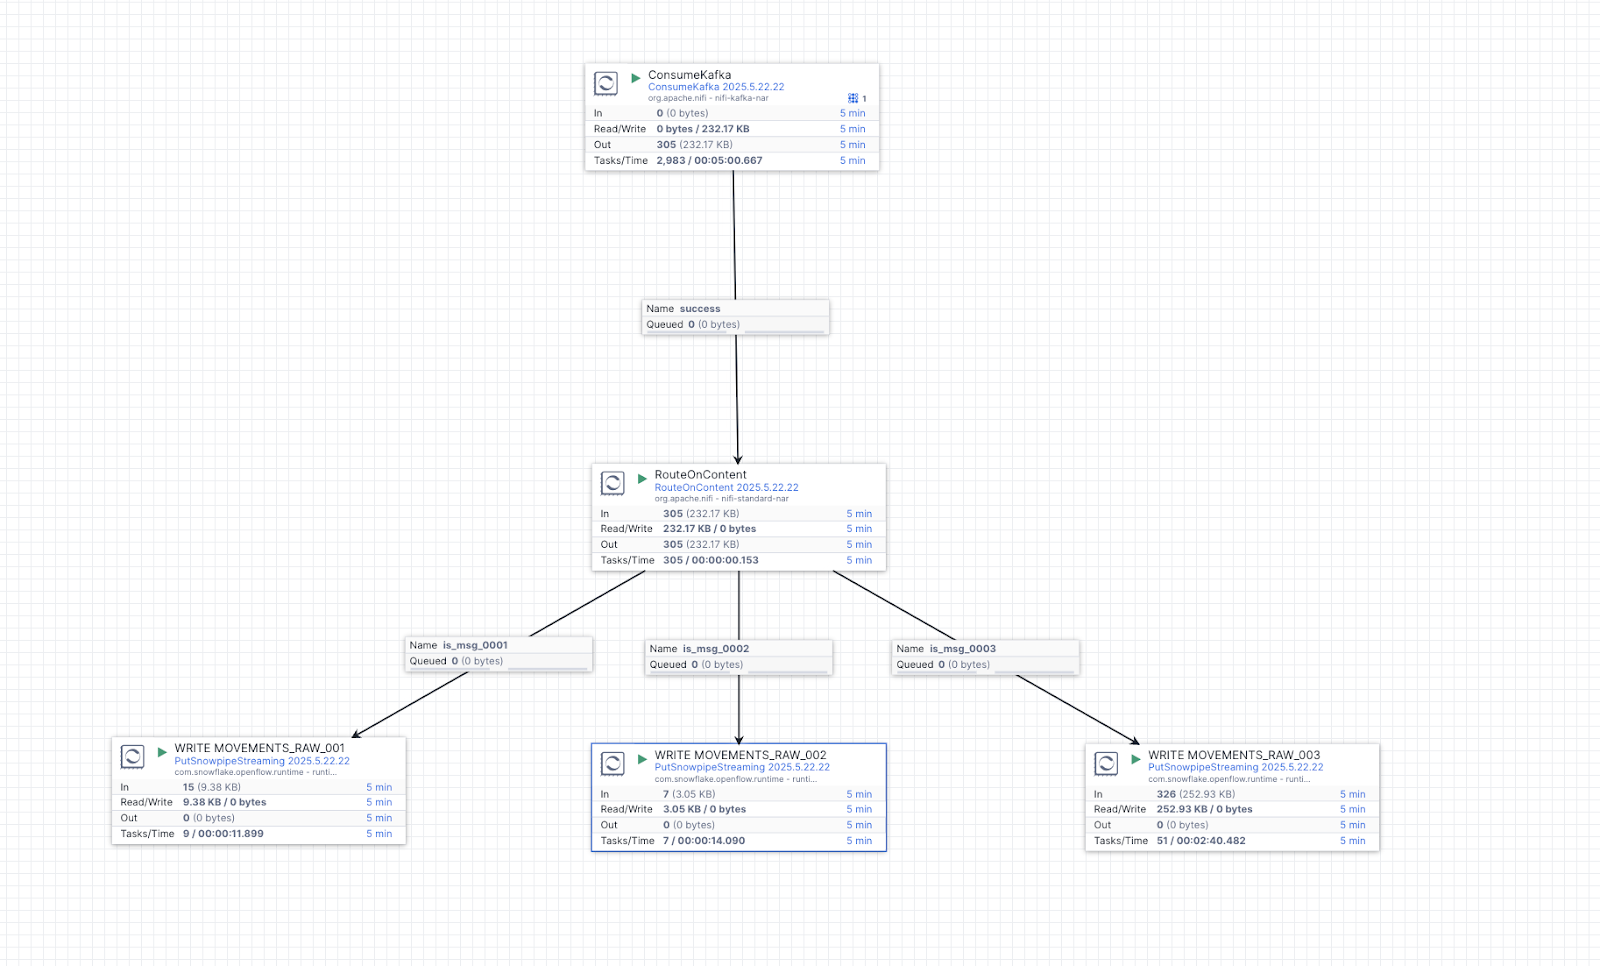 ConsumeKafka
ConsumeKafka 2025.5.22.22
org.apache.nifi - nifi-kafka-nar
1
In 0 (0 bytes) 5 min
Read/Write 0 bytes / 232.17 KB 5 min
Out 305 (232.17 KB) 5 min
Tasks/Time 2,983 / 00:05:00.667 5 min
Name success
Queued 0 (0 bytes)
RouteOnContent
RouteOnContent 2025.5.22.22
org.apache.nifi - nifi-standard-nar
In 305 (232.17 KB) 5 min
Read/Write 232.17 KB / 0 bytes 5 min
Out 305 (232.17 KB) 5 min
Tasks/Time 305 / 00:00:00.153 5 min
Name is_msg_0001
Queued 0 (0 bytes)
Name is_msg_0002
Queued 0 (0 bytes)
Name is_msg_0003
Queued 0 (0 bytes)
WRITE MOVEMENTS_RAW_001
PutSnowpipeStreaming 2025.5.22.22
com.snowflake.openflow.runtime - runti...
In 15 (9.38 KB) 5 min
Read/Write 9.38 KB / 0 bytes 5 min
Out 0 (0 bytes) 5 min
Tasks/Time 9 / 00:00:11.899 5 min
WRITE MOVEMENTS_RAW_002
PutSnowpipeStreaming 2025.5.22.22
com.snowflake.openflow.runtime - runti...
In 7 (3.05 KB) 5 min
Read/Write 3.05 KB / 0 bytes 5 min
Out 0 (0 bytes) 5 min
Tasks/Time 7 / 00:00:14.090 5 min
WRITE MOVEMENTS_RAW_003
PutSnowpipeStreaming 2025.5.22.22
com.snowflake.openflow.runtime - runti...
In 326 (252.93 KB) 5 min
Read/Write 252.93 KB / 0 bytes 5 min
Out 0 (0 bytes) 5 min
Tasks/Time 51 / 00:02:40.482 5 min